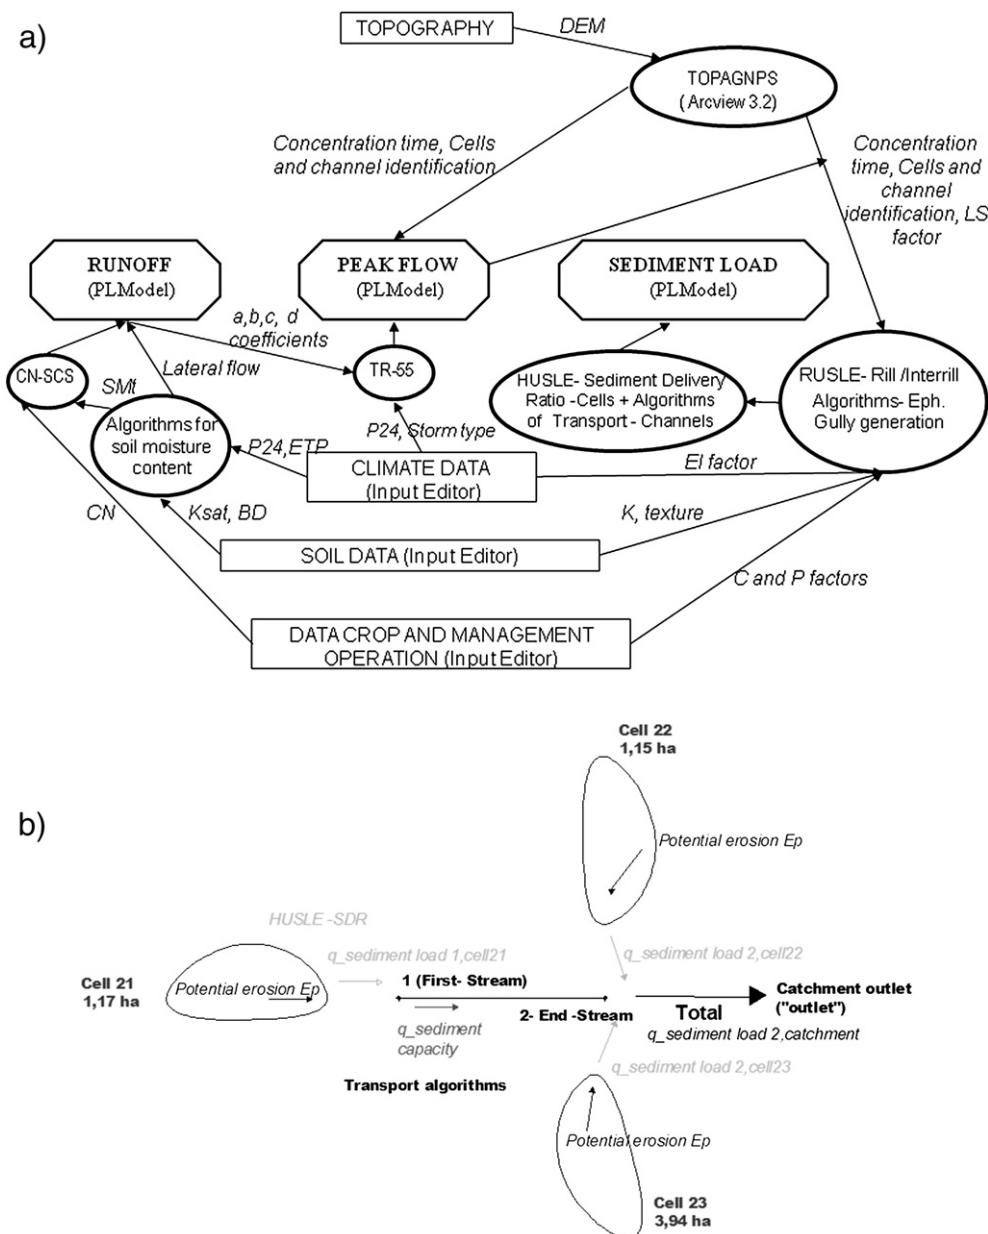 a)
TOPOGRAPHY
DEM
TOPAGNPS
(Arcview 3.2)
Concentration time, Cells
and channel identification
Concentration
time, Cells and
channel
identification, LS
factor
RUNOFF
(PLModel)
PEAK FLOW
(PLModel)
SEDIMENT LOAD
(PLModel)
a,b,c, d
coefficients
CN-SCS
SMt
Lateral flow
TR-55
HUSLE- Sediment Delivery
Ratio -Cells + Algorithms
of Transport - Channels
RUSLE- Rill /Interrill
Algorithms- Eph.
Gully generation
Algorithms for
soil moisture
content
P24,ETP
P24, Storm type
CLIMATE DATA
(Input Editor)
EI factor
CN
Ksat, BD
K, texture
SOIL DATA (Input Editor)
C and P factors
DATA CROP AND MANAGEMENT
OPERATION (Input Editor)
b)
Cell 22
1,15 ha
Potential erosion Ep
HUSLE -SDR
q_sediment load 1,cell21
q_sediment load 2,cell22
Cell 21
1,17 ha
Potential erosion Ep
1 (First- Stream)
2- End -Stream
q_sediment
capacity
Total
q_sediment load 2,catchment
Catchment outlet
("outlet")
Transport algorithms
q_sediment load 2,cell23
Potential erosion Ep
Cell 23
3,94 ha